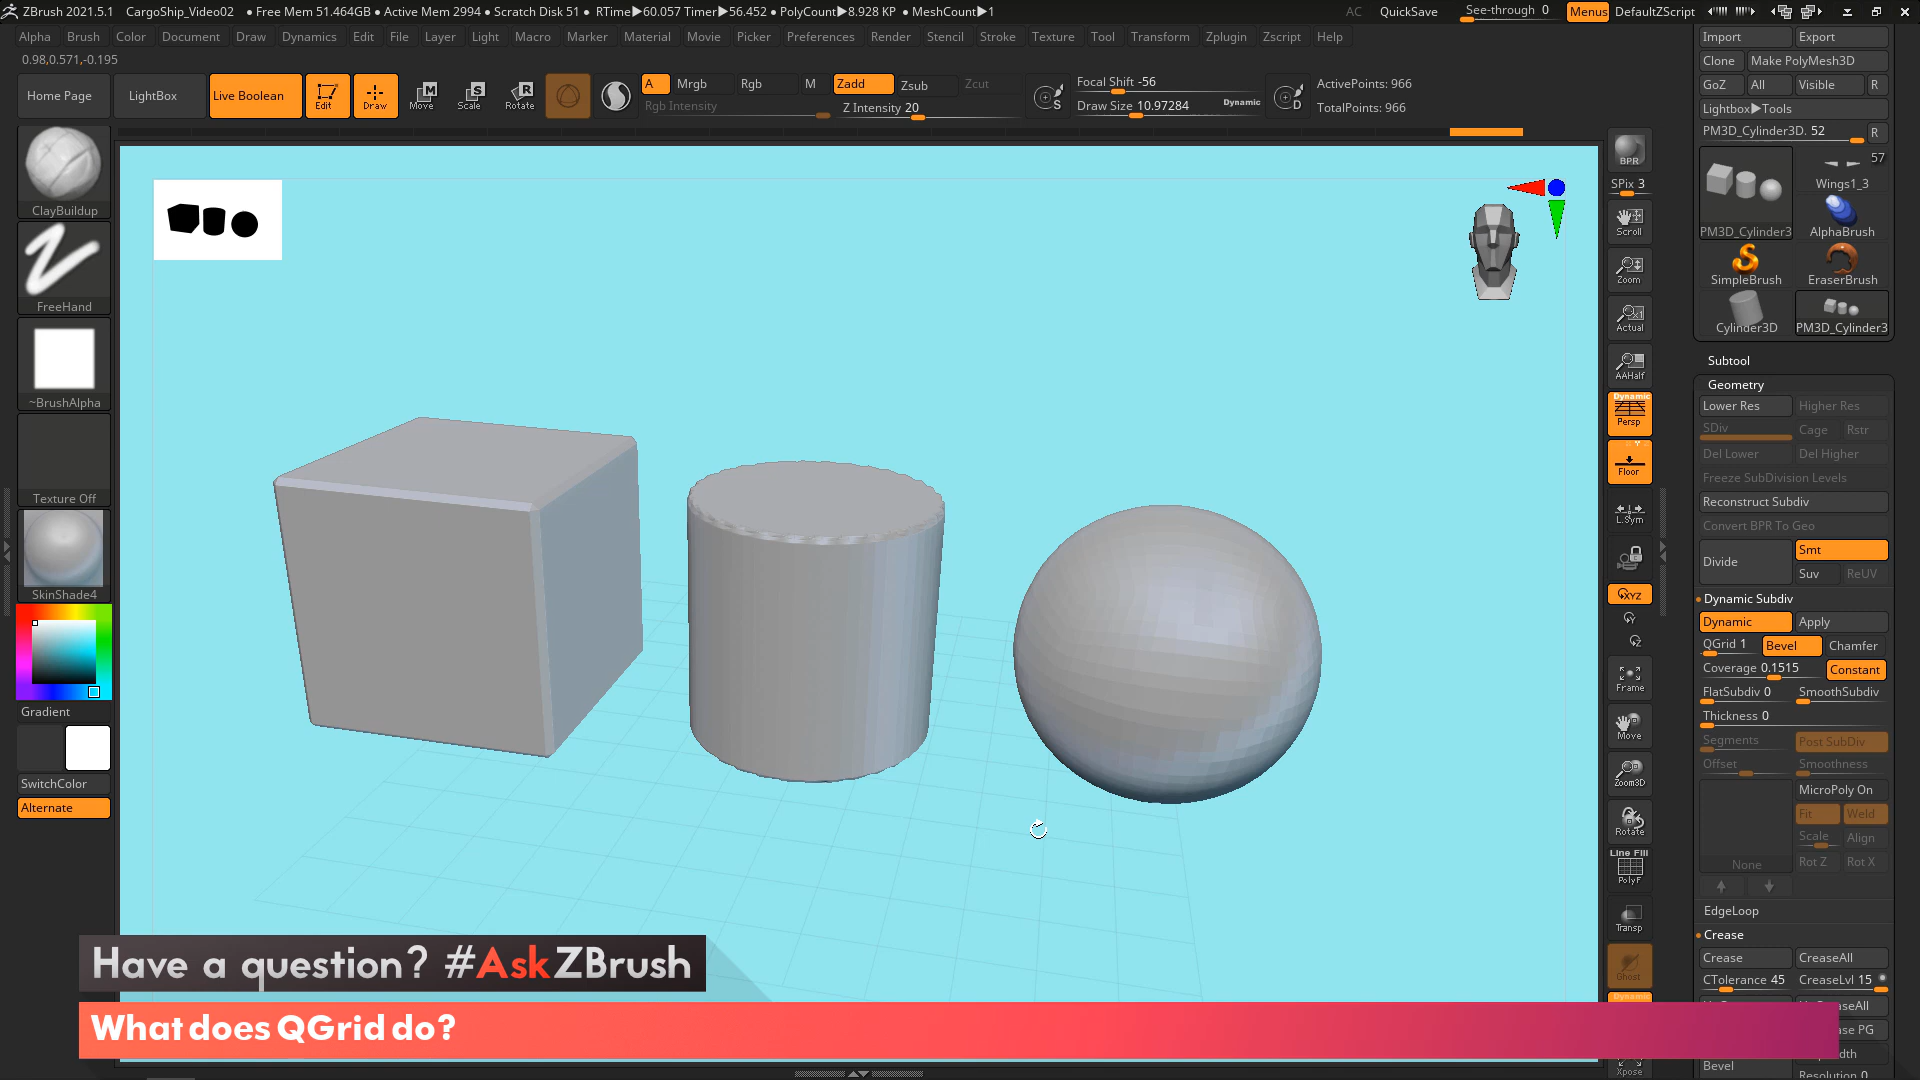 ZBrush 2021.5.1 CargoShip_Video02 ● Free Mem 51.464GB ● Active Mem 2994 ● Scratch Disk 51 ● RTime▶60.057 Timer▶56.452 ● PolyCount▶8.928 KP ● MeshCount▶1 AC QuickSave See-through 0 Menus DefaultZScript
Alpha Brush Color Document Draw Dynamics Edit File Layer Light Macro Marker Material Movie Picker Preferences Render Stencil Stroke Texture Tool Transform Zplugin Zscript Help
0.98,0.571,-0.195
Home Page LightBox Live Boolean Edit Draw Move Scale Rotate
A Mrgb Rgb M Zadd Zsub Zcut
Rgb Intensity Z Intensity 20
S Focal Shift -56
Draw Size 10.97284 Dynamic D
ActivePoints: 966
TotalPoints: 966
ClayBuildup
FreeHand
~BrushAlpha
Texture Off
SkinShade4
Gradient
SwitchColor
Alternate
BPR
SPix 3
Scroll
Zoom
Actual
AAHalf
Dynamic
Persp
Floor
L.Sym
XYZ
Y
Z
Frame
Move
Zoom3D
Rotate
Line Fill
PolyF
Transp
Ghost
Dynamic
Xpose
Import Export
Clone Make PolyMesh3D
GoZ All Visible R
Lightbox▶Tools
PM3D_Cylinder3D. 52 R
57
PM3D_Cylinder3 Wings1_3
AlphaBrush
SimpleBrush EraserBrush
Cylinder3D PM3D_Cylinder3
Subtool
Geometry
Lower Res Higher Res
SDiv Cage Rstr
Del Lower Del Higher
Freeze SubDivision Levels
Reconstruct Subdiv
Convert BPR To Geo
Divide Smt
Suv ReUV
Dynamic Subdiv
Dynamic Apply
QGrid 1 Bevel Chamfer
Coverage 0.1515 Constant
FlatSubdiv 0 SmoothSubdiv
Thickness 0
Segments Post SubDiv
Offset Smoothness
MicroPoly On
Fit Weld
Scale Align
None Rot Z Rot X
EdgeLoop
Crease
Crease CreaseAll
CTolerance 45 CreaseLvl 15
Bevel
Resolution 0
Have a question? #AskZBrush
What does QGrid do?